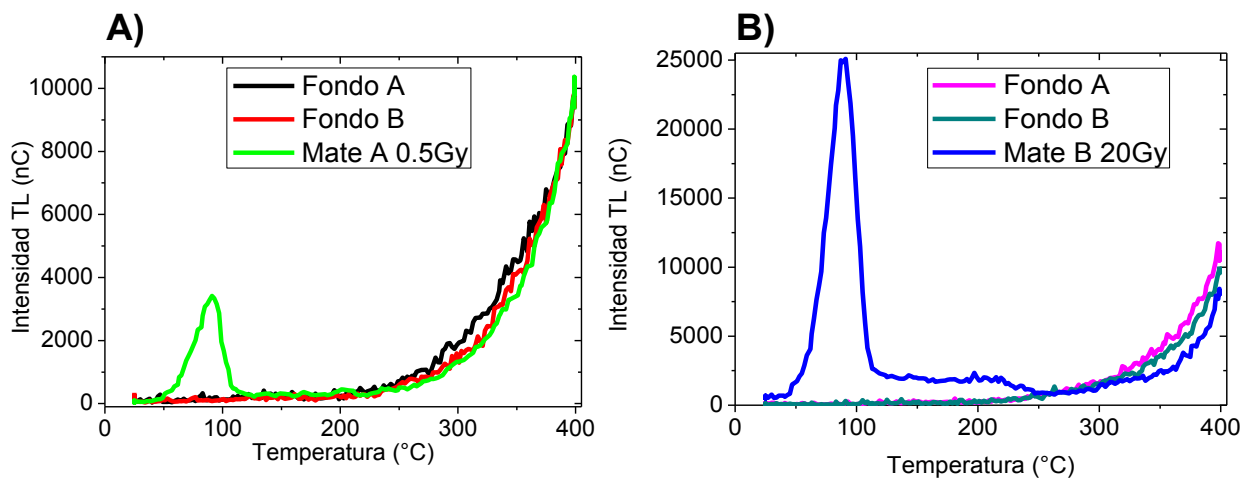 A)
Fondo A
Fondo B
Mate A 0.5Gy
Intensidad TL (nC)
10000
8000
6000
4000
2000
0
0 100 200 300 400
Temperatura (°C)
B)
Fondo A
Fondo B
Mate B 20Gy
Intensidad TL (nC)
25000
20000
15000
10000
5000
0
0 100 200 300 400
Temperatura (°C)